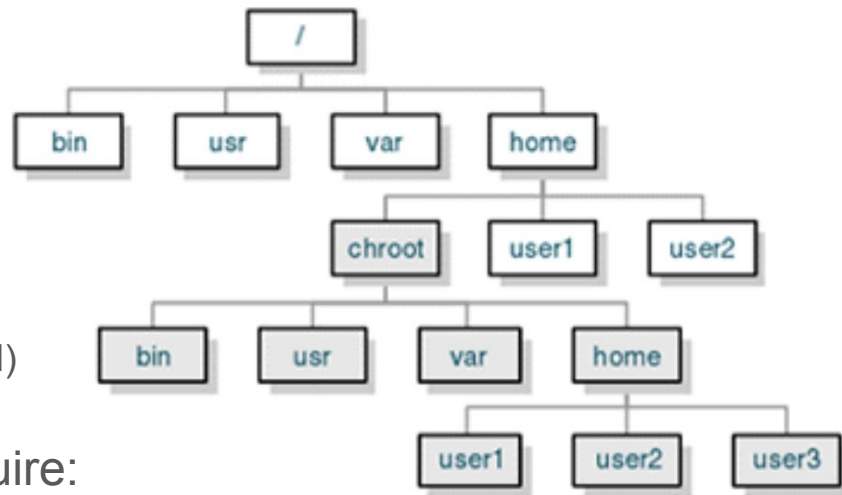 /
bin usr var home
chroot user1 user2
bin usr var home
user1 user2 user3